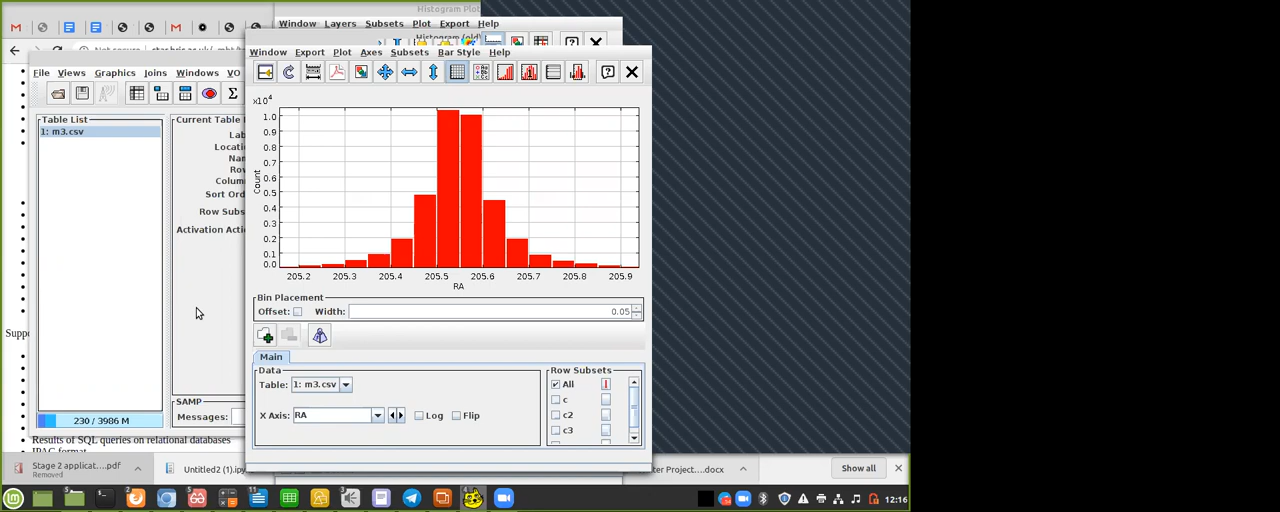 Histogram Plot
Window Layers Subsets Plot Export Help
Histogram (old)
Window Export Plot Axes Subsets Bar Style Help
File Views Graphics Joins Windows VO
Table List
1: m3.csv
Current Table
Row Subs
Activation Acti
SAMP
Messages:
230 / 3986 M
x10⁴
1.0
0.9
0.8
0.7
0.6
0.5
0.4
0.3
0.2
0.1
0.0
Count
205.2 205.3 205.4 205.5 205.6 205.7 205.8 205.9
RA
Bin Placement
Offset: Width: 0.05
Main
Data
Table: 1: m3.csv
X Axis: RA Log Flip
Row Subsets
All
c
c2
c3
Results of SQL queries on relational databases
Stage 2 applicat....pdf
Removed
Untitled2 (1).ipy
ter Project....docx
Show all
12:16